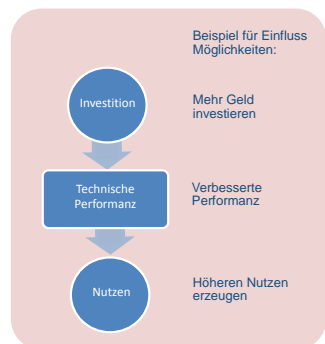 Beispiel für Einfluss
Möglichkeiten:
Investition
Mehr Geld
investieren
Technische
Performanz
Verbesserte
Performanz
Nutzen
Höheren Nutzen
erzeugen